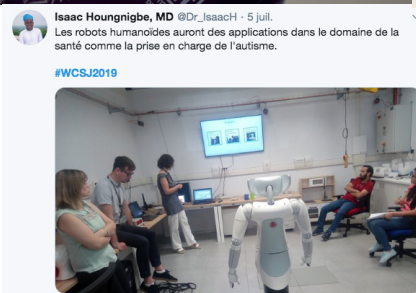 Isaac Houngnigbe, MD @Dr_IsaacH · 5 juil.
Les robots humanoïdes auront des applications dans le domaine de la
santé comme la prise en charge de l'autisme.
#WCSJ2019